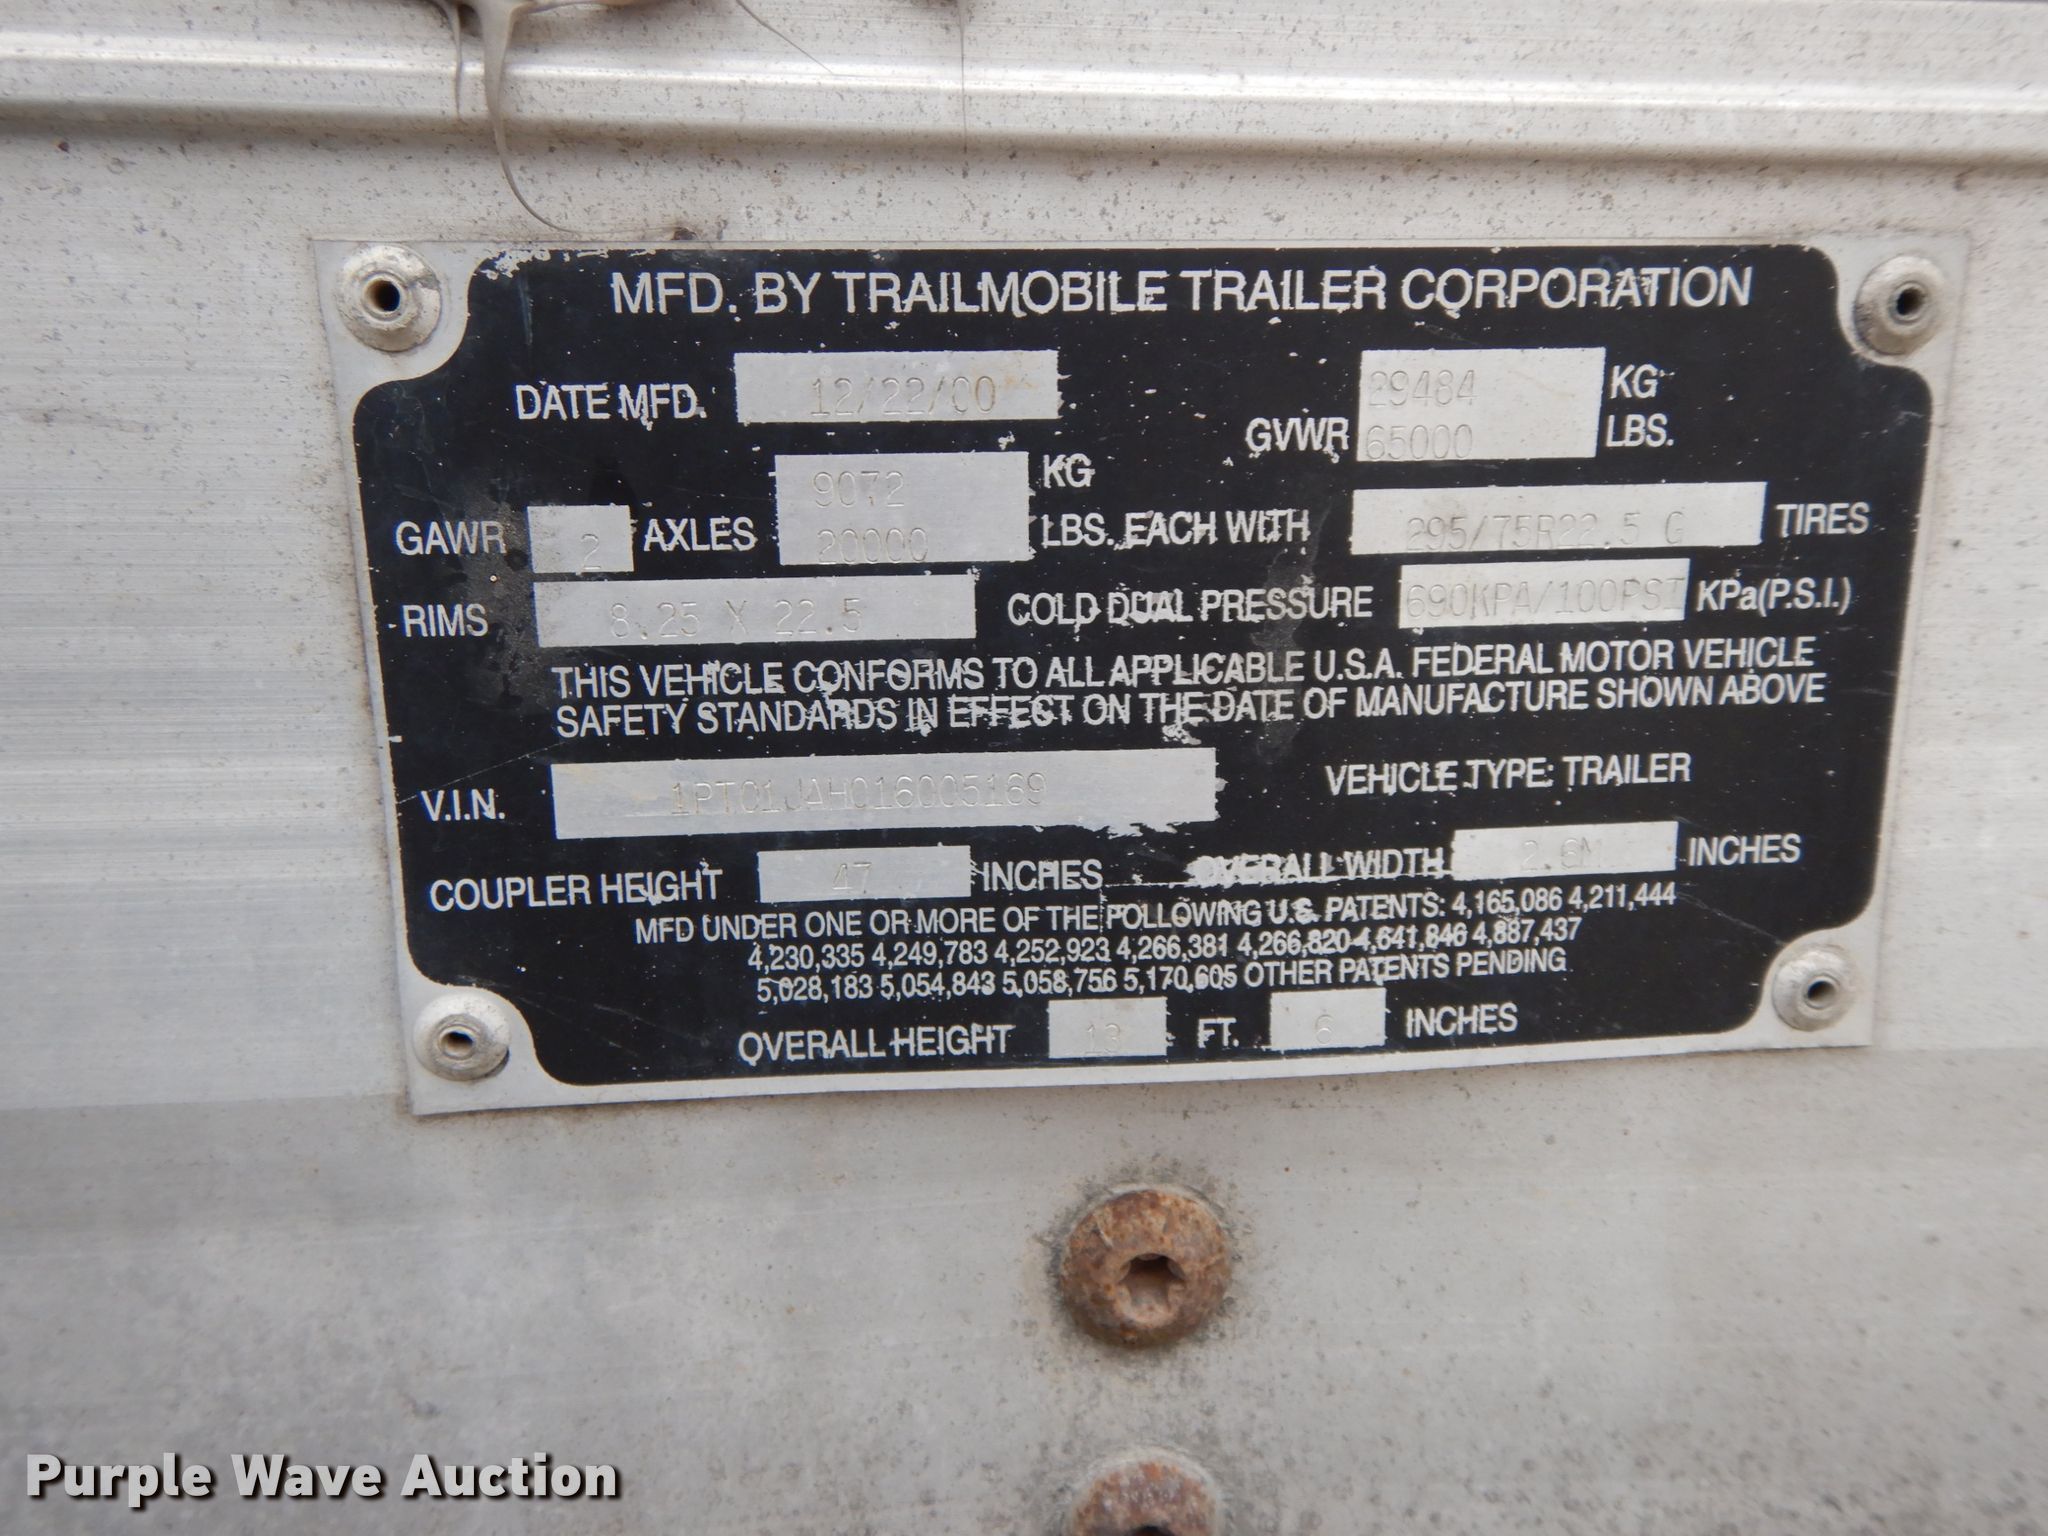 MFD. BY TRAILMOBILE TRAILER CORPORATION
DATE MFD. 12/22/00 GVWR 29484 KG 65000 LBS.
GAWR 2 AXLES 9072 KG 20000 LBS. EACH WITH 295/75R22.5 G TIRES
RIMS 8.25 X 22.5 COLD DUAL PRESSURE 690KPA/100PSI KPa(P.S.I.)
THIS VEHICLE CONFORMS TO ALL APPLICABLE U.S.A. FEDERAL MOTOR VEHICLE
SAFETY STANDARDS IN EFFECT ON THE DATE OF MANUFACTURE SHOWN ABOVE
V.I.N. 1PT01JAH016005169 VEHICLE TYPE: TRAILER
COUPLER HEIGHT 47 INCHES OVERALL WIDTH 2.6M INCHES
MFD UNDER ONE OR MORE OF THE FOLLOWING U.S. PATENTS: 4,165,086 4,211,444
4,230,335 4,249,783 4,252,923 4,266,381 4,266,820 4,641,846 4,887,437
5,028,183 5,054,843 5,058,756 5,170,605 OTHER PATENTS PENDING
OVERALL HEIGHT 13 FT. 6 INCHES
Purple Wave Auction